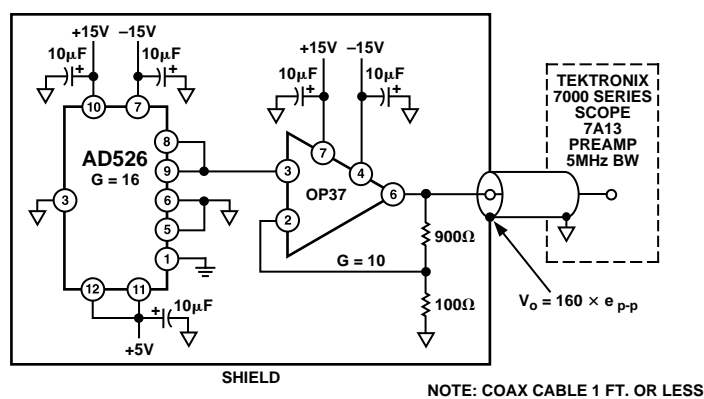 +15V –15V
10µF + + 10µF
10 7
AD526
G = 16
3
8
9
6
5
1
12 11
+ 10µF
+5V
+15V –15V
10µF + + 10µF
7
4
3
OP37
6
2
G = 10
900Ω
100Ω
TEKTRONIX
7000 SERIES
SCOPE
7A13
PREAMP
5MHz BW
Vo = 160 × e p-p
SHIELD
NOTE: COAX CABLE 1 FT. OR LESS